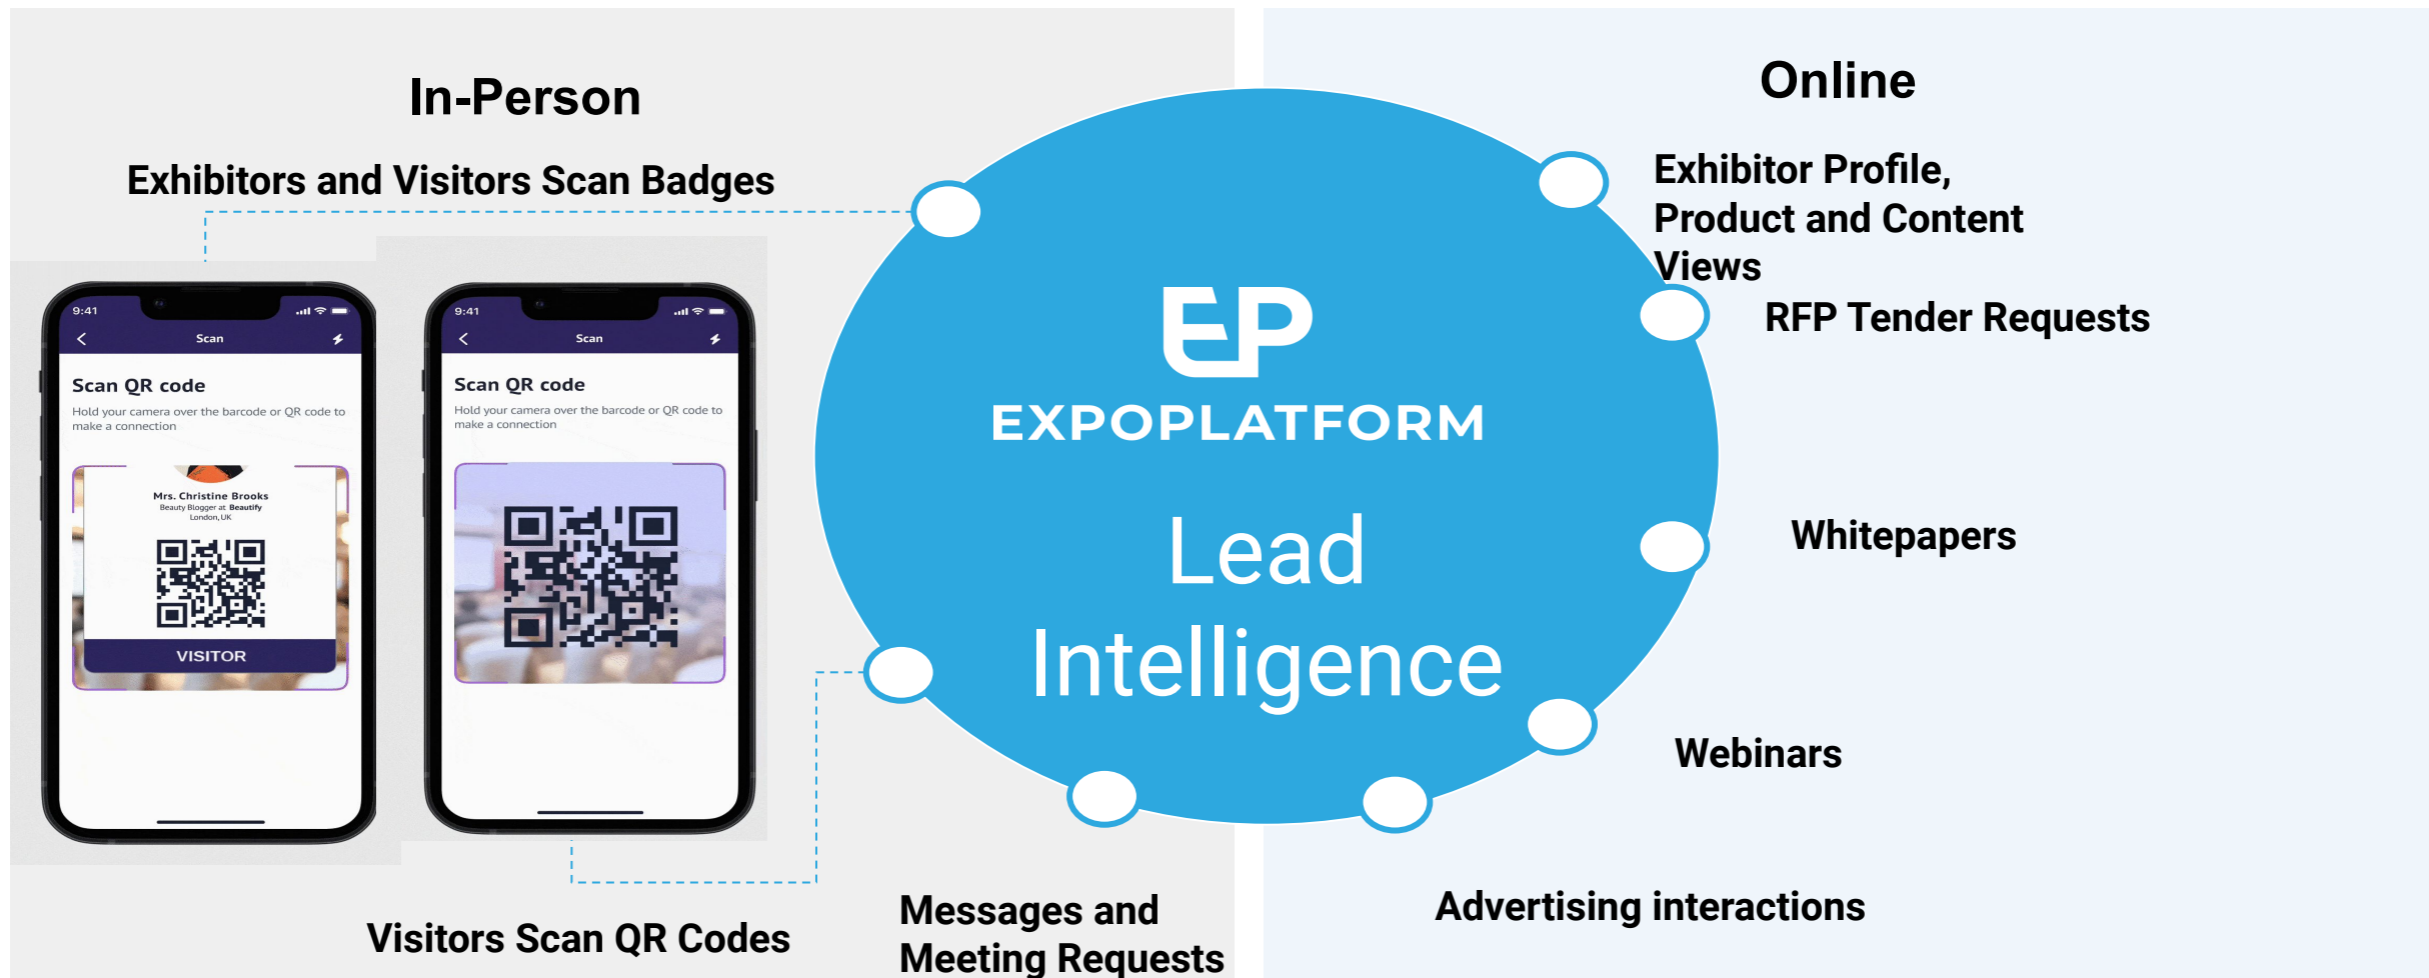 In-Person
Exhibitors and Visitors Scan Badges
9:41
Scan
Scan QR code
Hold your camera over the barcode or QR code to
make a connection
Mrs. Christine Brooks
Beauty Blogger at Beautify
London, UK
VISITOR
9:41
Scan
Scan QR code
Hold your camera over the barcode or QR code to
make a connection
Visitors Scan QR Codes
Messages and
Meeting Requests
EP
EXPOPLATFORM
Lead
Intelligence
Online
Exhibitor Profile,
Product and Content
Views
RFP Tender Requests
Whitepapers
Webinars
Advertising interactions